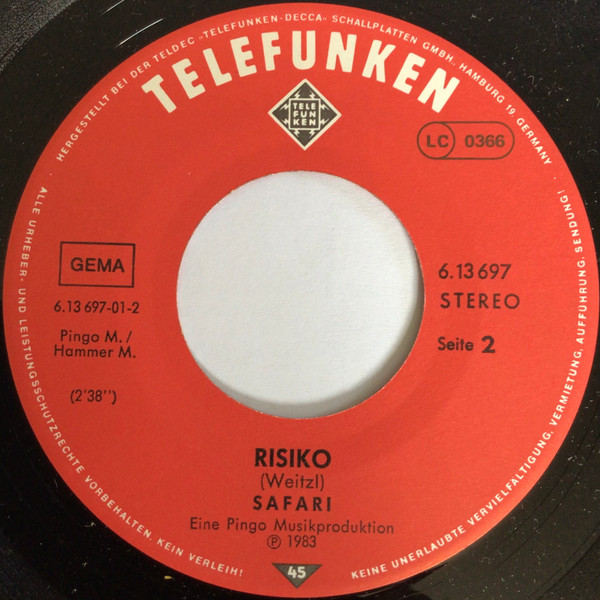 HERGESTELLT BEI DER TELDEC »TELEFUNKEN-DECCA« SCHALLPLATTEN GMBH., HAMBURG 19, GERMANY ·
TELEFUNKEN
TELE
FUN
KEN
LC 0366
GEMA
6.13 697-01-2
Pingo M./
Hammer M.
(2'38'')
6.13 697
STEREO
Seite 2
RISIKO
(Weitzl)
SAFARI
Eine Pingo Musikproduktion
℗ 1983
45
ALLE URHEBER- UND LEISTUNGSSCHUTZRECHTE VORBEHALTEN. KEIN VERLEIH!
KEINE UNERLAUBTE VERVIELFÄLTIGUNG, VERMIETUNG, AUFFÜHRUNG, SENDUNG!